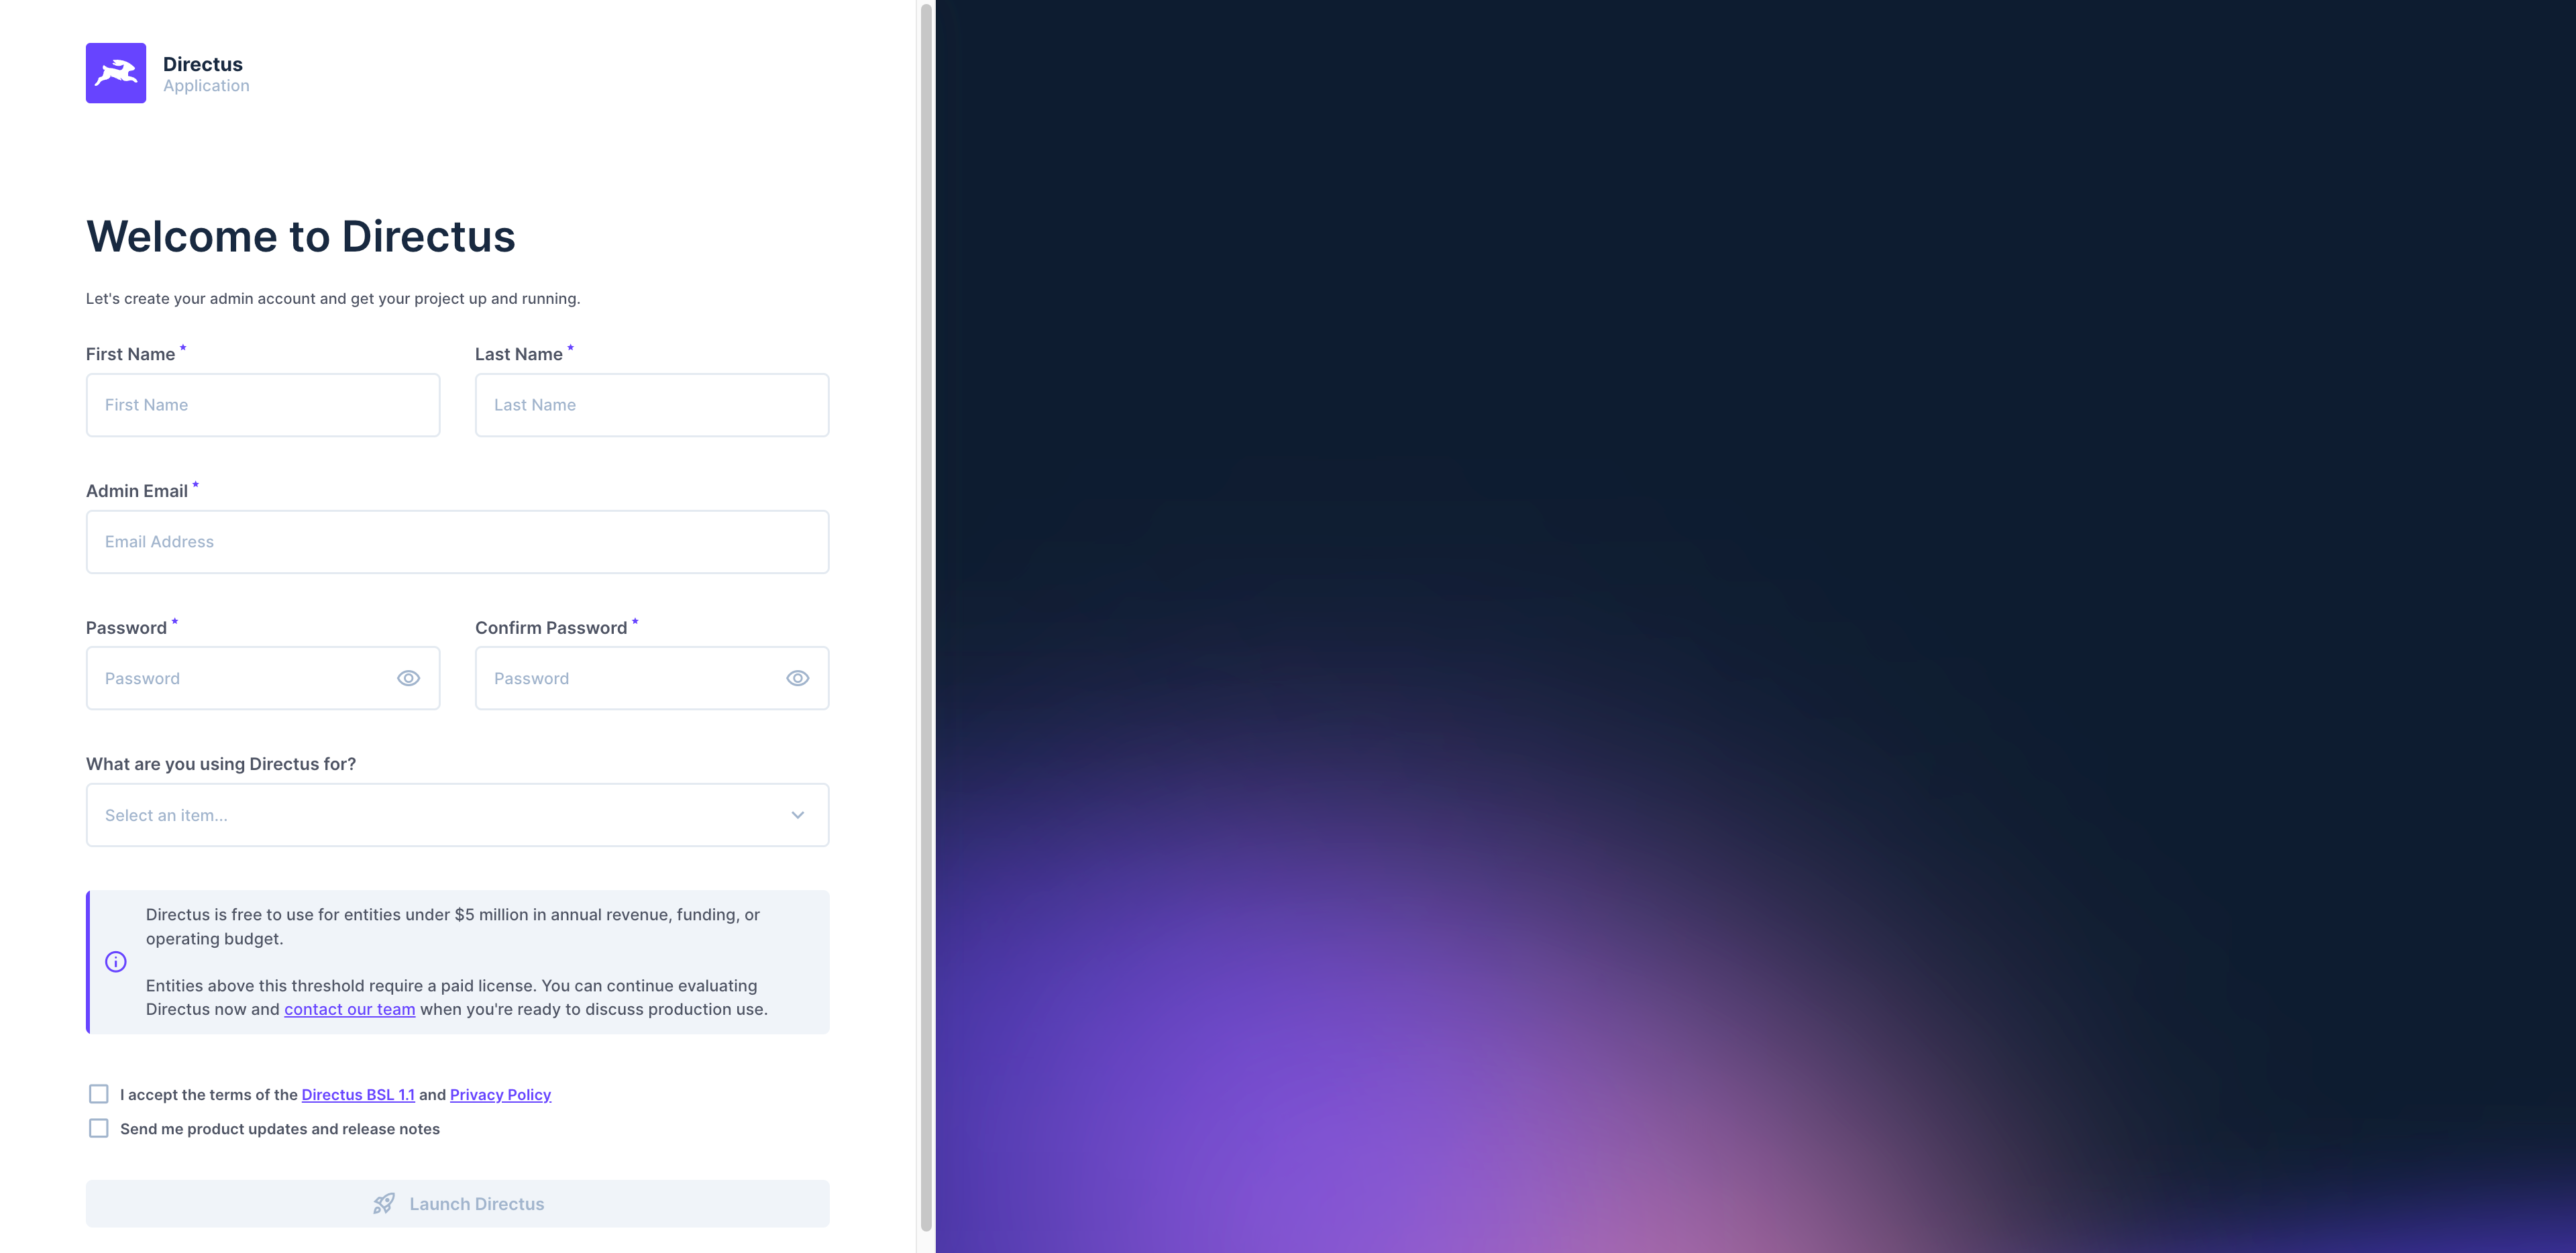 Directus
Application
Welcome to Directus
Let's create your admin account and get your project up and running.
First Name *
Last Name *
First Name
Last Name
Admin Email *
Email Address
Password *
Confirm Password *
Password
Password
What are you using Directus for?
Select an item...
Directus is free to use for entities under $5 million in annual revenue, funding, or
operating budget.
Entities above this threshold require a paid license. You can continue evaluating
Directus now and contact our team when you're ready to discuss production use.
I accept the terms of the Directus BSL 1.1 and Privacy Policy
Send me product updates and release notes
Launch Directus